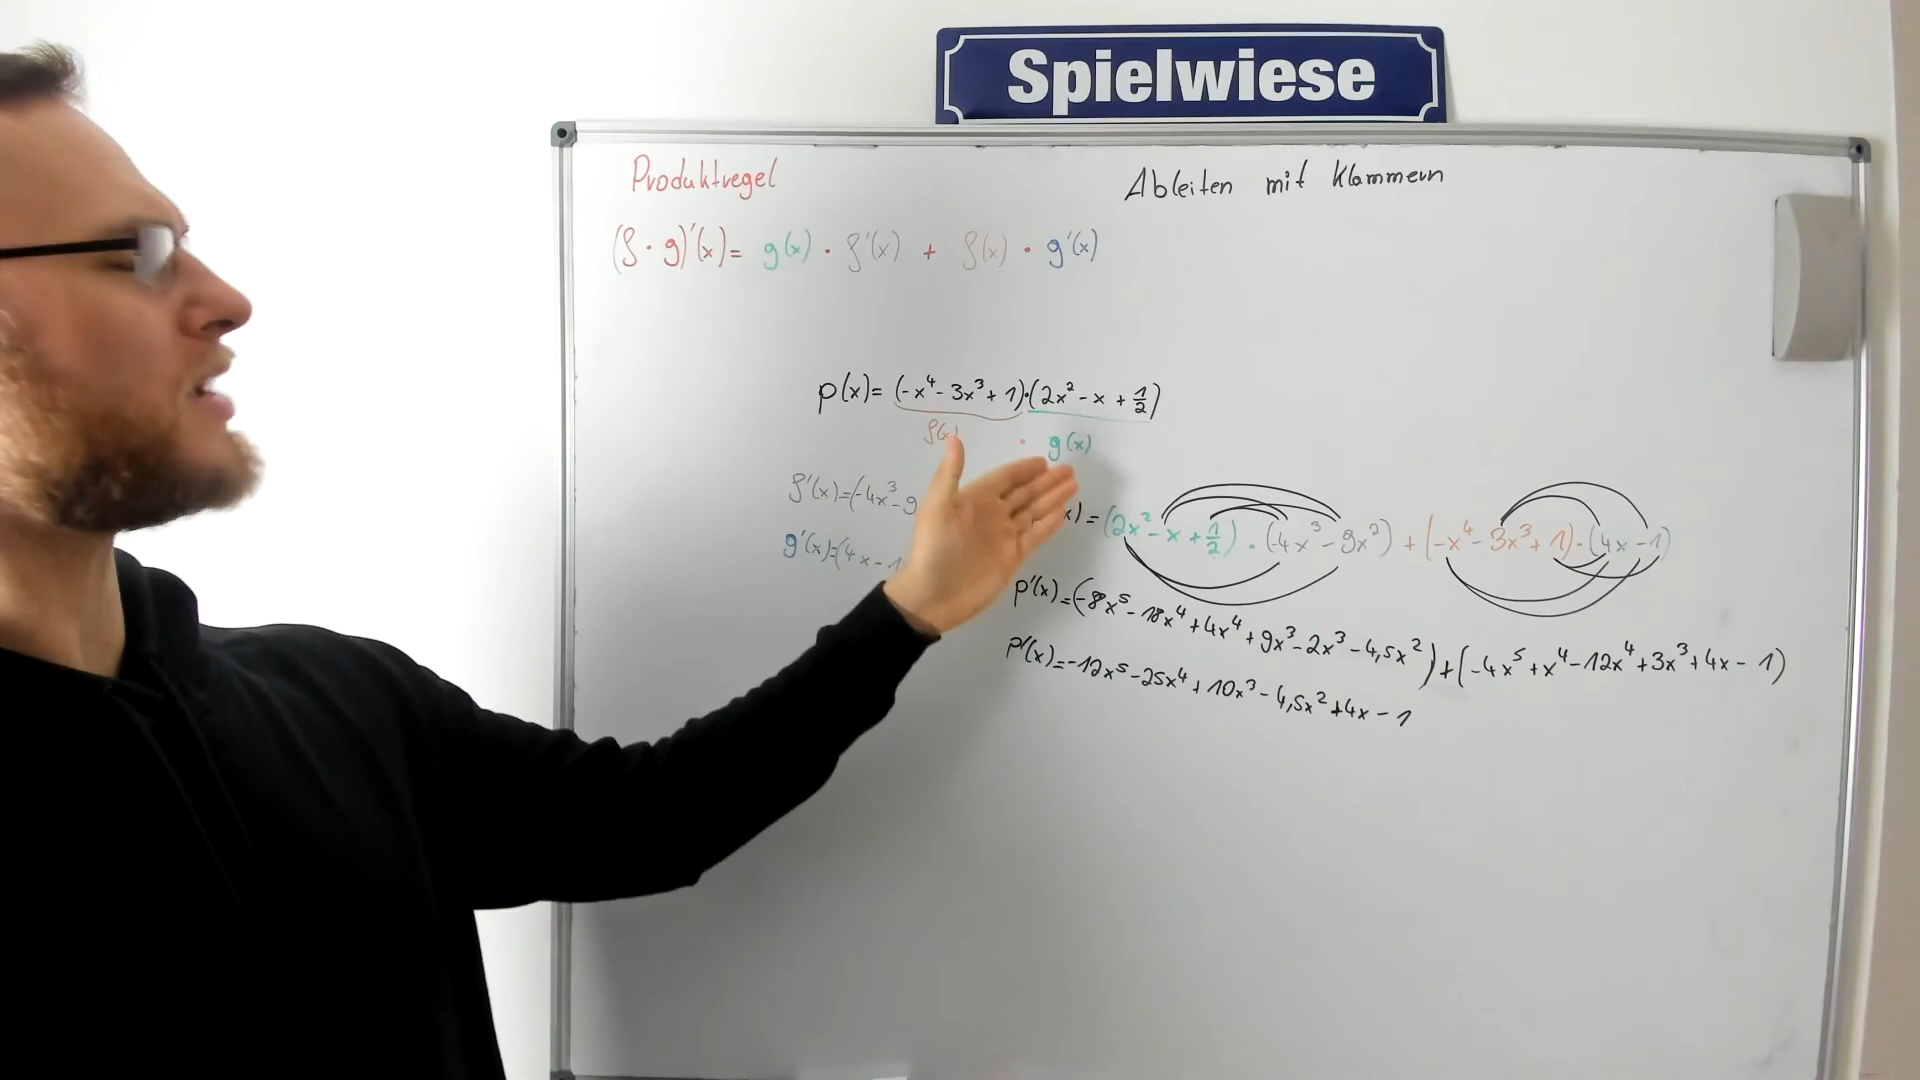 Spielwiese
Produktregel
Ableiten mit Klammern
(f · g)'(x) = g(x) · f'(x) + f(x) · g'(x)
p(x) = (-x⁴ - 3x³ + 1)·(2x² - x + 1/2)
f(x) · g(x)
f'(x)=(-4x³-9
x) = (2x² - x + 1/2) · (-4x³ - 9x²) + (-x⁴ - 3x³ + 1) · (4x - 1)
g'(x)=(4x - 1
p'(x) = (-8x⁵ - 18x⁴ + 4x⁴ + 9x³ - 2x³ - 4,5x²) + (-4x⁵ + x⁴ - 12x⁴ + 3x³ + 4x - 1)
p'(x) = -12x⁵ - 25x⁴ + 10x³ - 4,5x² + 4x - 1